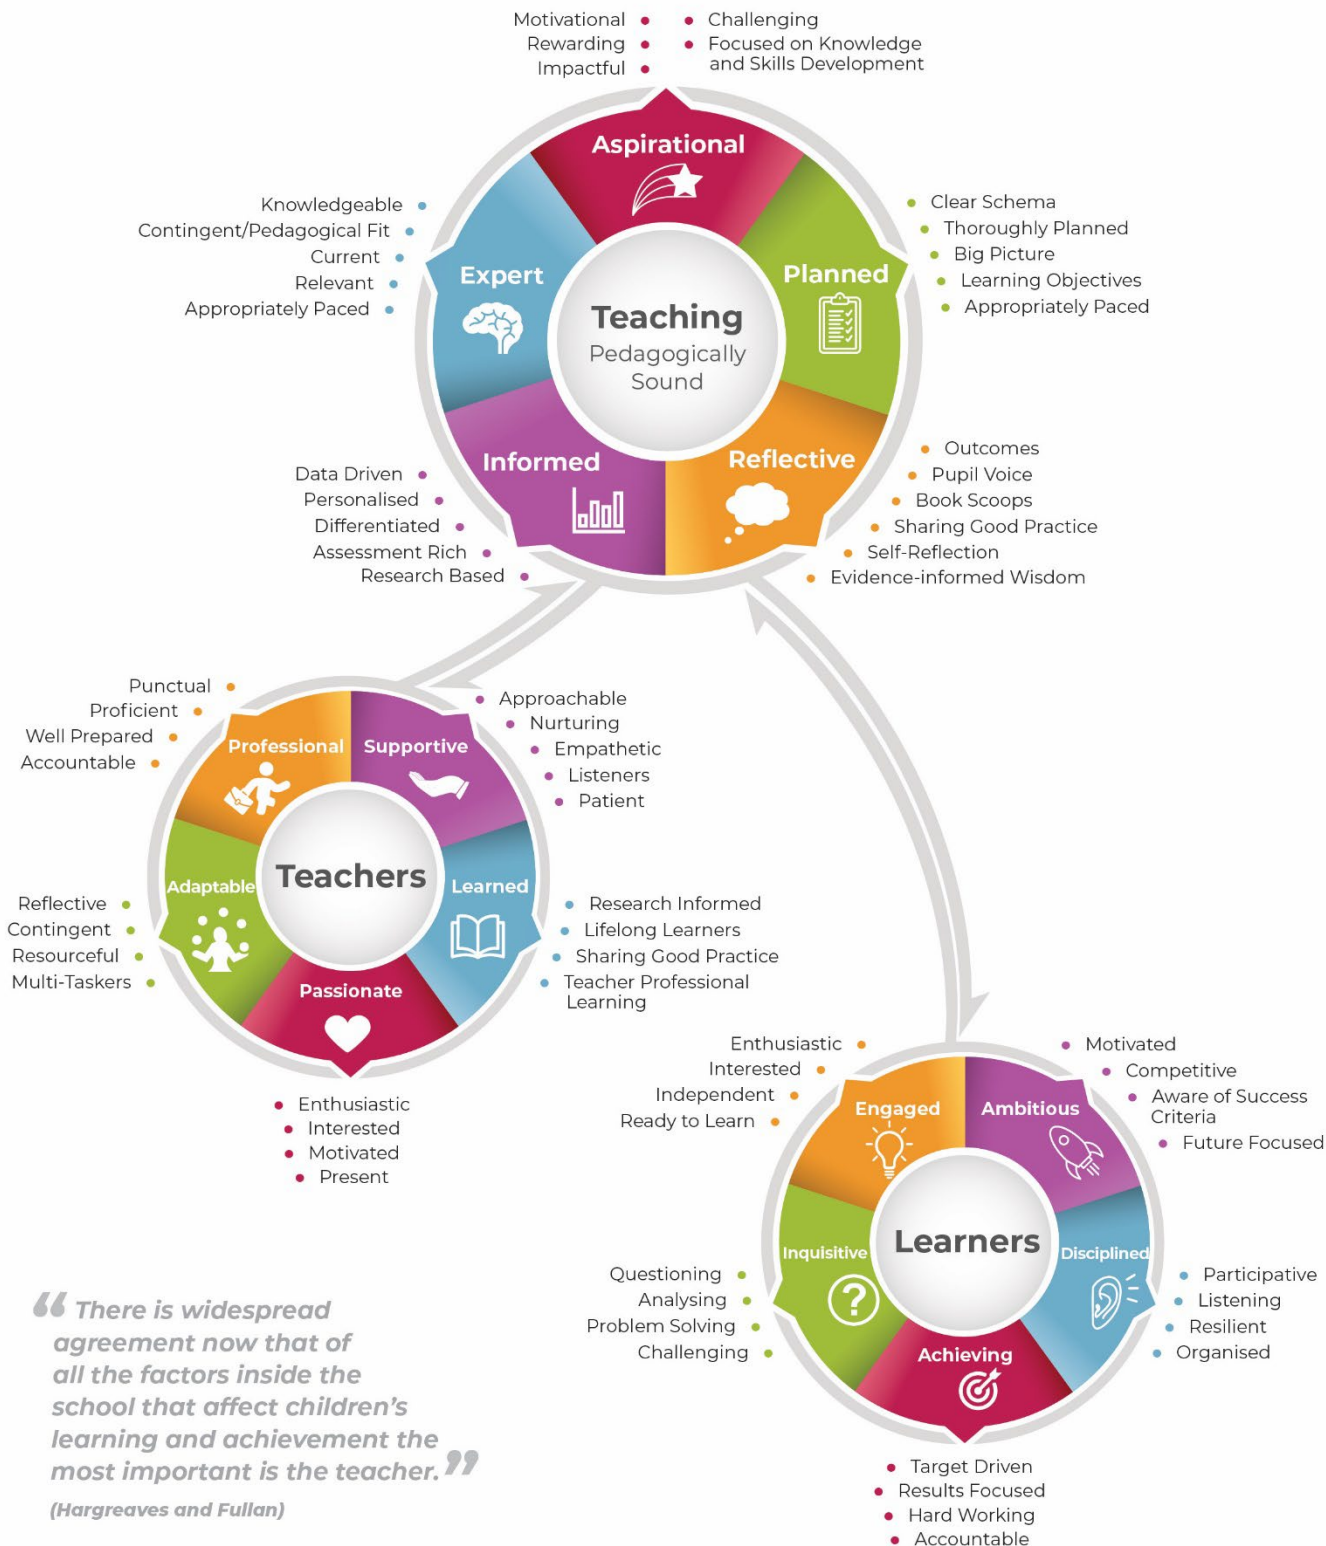 Motivational
Rewarding
Impactful
Challenging
Focused on Knowledge
and Skills Development
Aspirational
Knowledgeable
Contingent/Pedagogical Fit
Current
Relevant
Appropriately Paced
Expert
Planned
Clear Schema
Thoroughly Planned
Big Picture
Learning Objectives
Appropriately Paced
Teaching
Pedagogically
Sound
Informed
Reflective
Data Driven
Personalised
Differentiated
Assessment Rich
Research Based
Outcomes
Pupil Voice
Book Scoops
Sharing Good Practice
Self-Reflection
Evidence-informed Wisdom
Punctual
Proficient
Well Prepared
Accountable
Professional
Supportive
Approachable
Nurturing
Empathetic
Listeners
Patient
Teachers
Adaptable
Learned
Reflective
Contingent
Resourceful
Multi-Taskers
Research Informed
Lifelong Learners
Sharing Good Practice
Teacher Professional
Learning
Passionate
Enthusiastic
Interested
Motivated
Present
Enthusiastic
Interested
Independent
Ready to Learn
Engaged
Ambitious
Motivated
Competitive
Aware of Success
Criteria
Future Focused
Learners
Inquisitive
Disciplined
Questioning
Analysing
Problem Solving
Challenging
Participative
Listening
Resilient
Organised
Achieving
Target Driven
Results Focused
Hard Working
Accountable
“ There is widespread
agreement now that of
all the factors inside the
school that affect children’s
learning and achievement the
most important is the teacher. ”
(Hargreaves and Fullan)